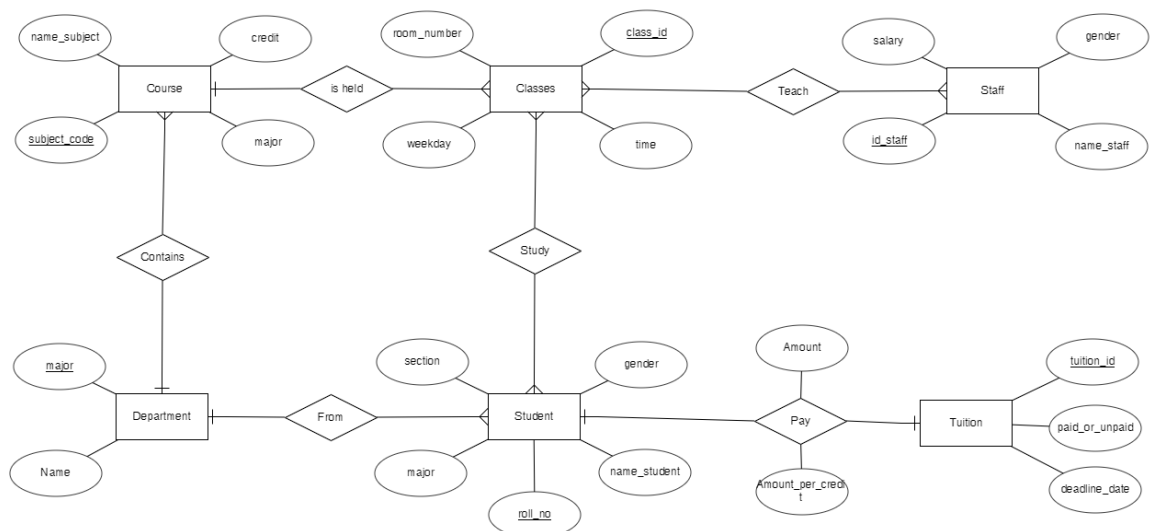 name_subject
credit
room_number
class_id
salary
gender
Course
is held
Classes
Teach
Staff
subject_code
major
weekday
time
id_staff
name_staff
Contains
Study
major
section
gender
Amount
tuition_id
Department
From
Student
Pay
Tuition
paid_or_unpaid
Name
major
name_student
Amount_per_credi
t
deadline_date
roll_no